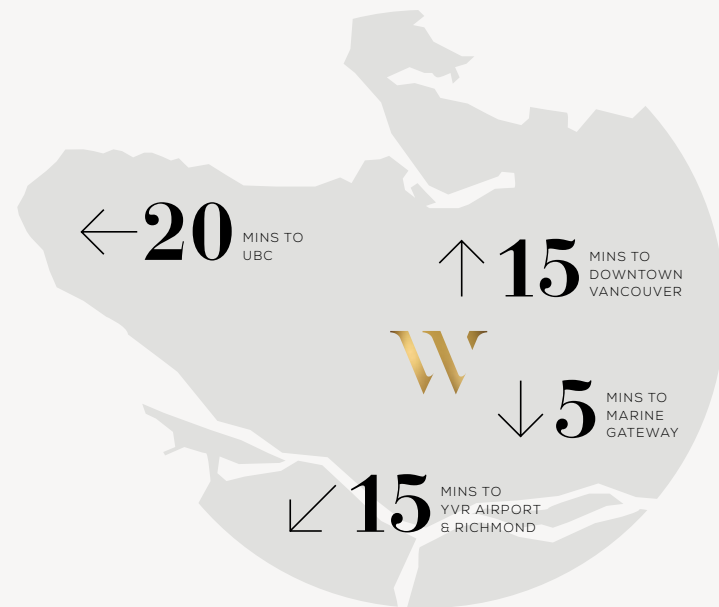 20 MINS TO
UBC
15 MINS TO
DOWNTOWN
VANCOUVER
W
5 MINS TO
MARINE
GATEWAY
15 MINS TO
YVR AIRPORT
& RICHMOND